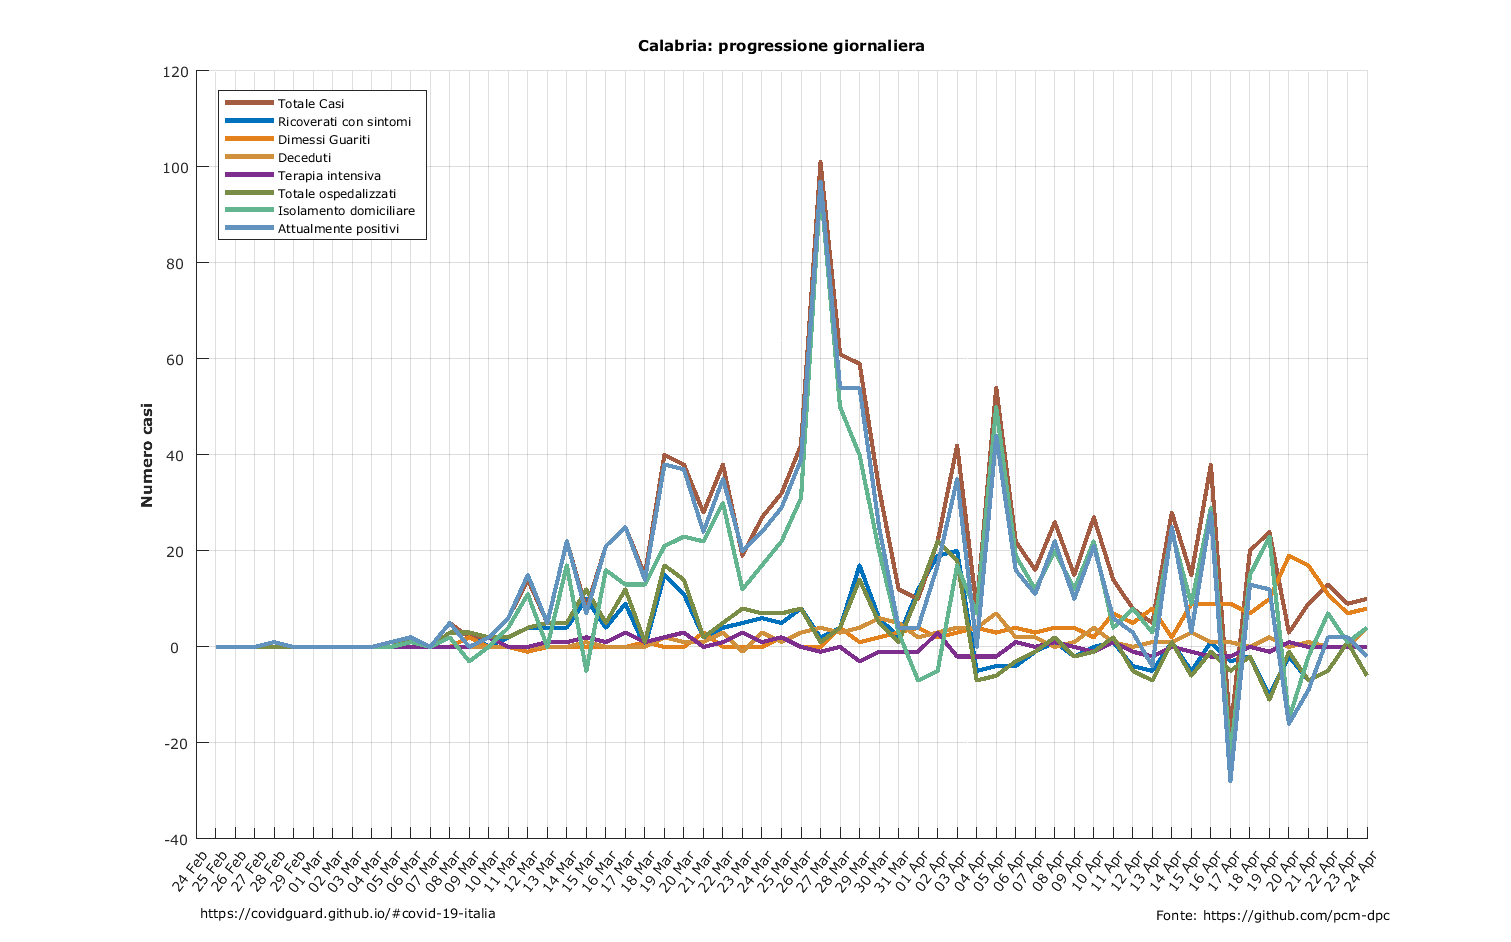 Calabria: progressione giornaliera
120
100
80
60
40
20
0
-20
-40
Numero casi
Totale Casi
Ricoverati con sintomi
Dimessi Guariti
Deceduti
Terapia intensiva
Totale ospedalizzati
Isolamento domiciliare
Attualmente positivi
24 Feb
25 Feb
26 Feb
27 Feb
28 Feb
29 Feb
01 Mar
02 Mar
03 Mar
04 Mar
05 Mar
06 Mar
07 Mar
08 Mar
09 Mar
10 Mar
11 Mar
12 Mar
13 Mar
14 Mar
15 Mar
16 Mar
17 Mar
18 Mar
19 Mar
20 Mar
21 Mar
22 Mar
23 Mar
24 Mar
25 Mar
26 Mar
27 Mar
28 Mar
29 Mar
30 Mar
31 Mar
01 Apr
02 Apr
03 Apr
04 Apr
05 Apr
06 Apr
07 Apr
08 Apr
09 Apr
10 Apr
11 Apr
12 Apr
13 Apr
14 Apr
15 Apr
16 Apr
17 Apr
18 Apr
19 Apr
20 Apr
21 Apr
22 Apr
23 Apr
24 Apr
https://covidguard.github.io/#covid-19-italia
Fonte: https://github.com/pcm-dpc